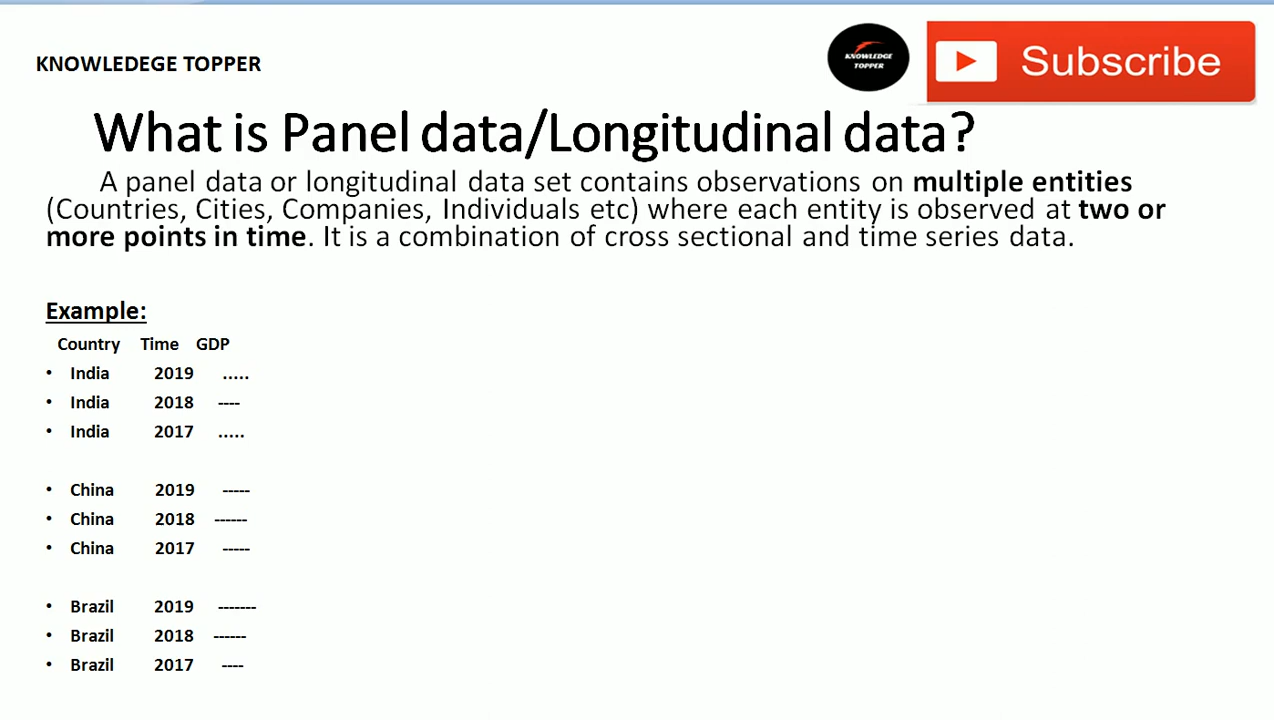 KNOWLEDEGE TOPPER
KNOWLEDGE
TOPPER
Subscribe
What is Panel data/Longitudinal data?
A panel data or longitudinal data set contains observations on multiple entities
(Countries, Cities, Companies, Individuals etc) where each entity is observed at two or
more points in time. It is a combination of cross sectional and time series data.
Example:
Country Time GDP
• India 2019 .....
• India 2018 ----
• India 2017 .....
• China 2019 -----
• China 2018 ------
• China 2017 -----
• Brazil 2019 -------
• Brazil 2018 ------
• Brazil 2017 ----